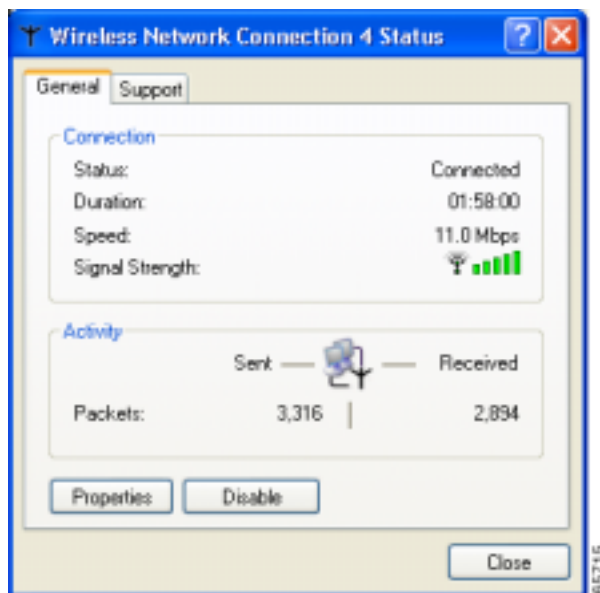 Wireless Network Connection 4 Status
General Support
Connection
Status: Connected
Duration: 01:58:00
Speed: 11.0 Mbps
Signal Strength:
Activity
Sent Received
Packets: 3,316 2,894
Properties Disable
Close
65715